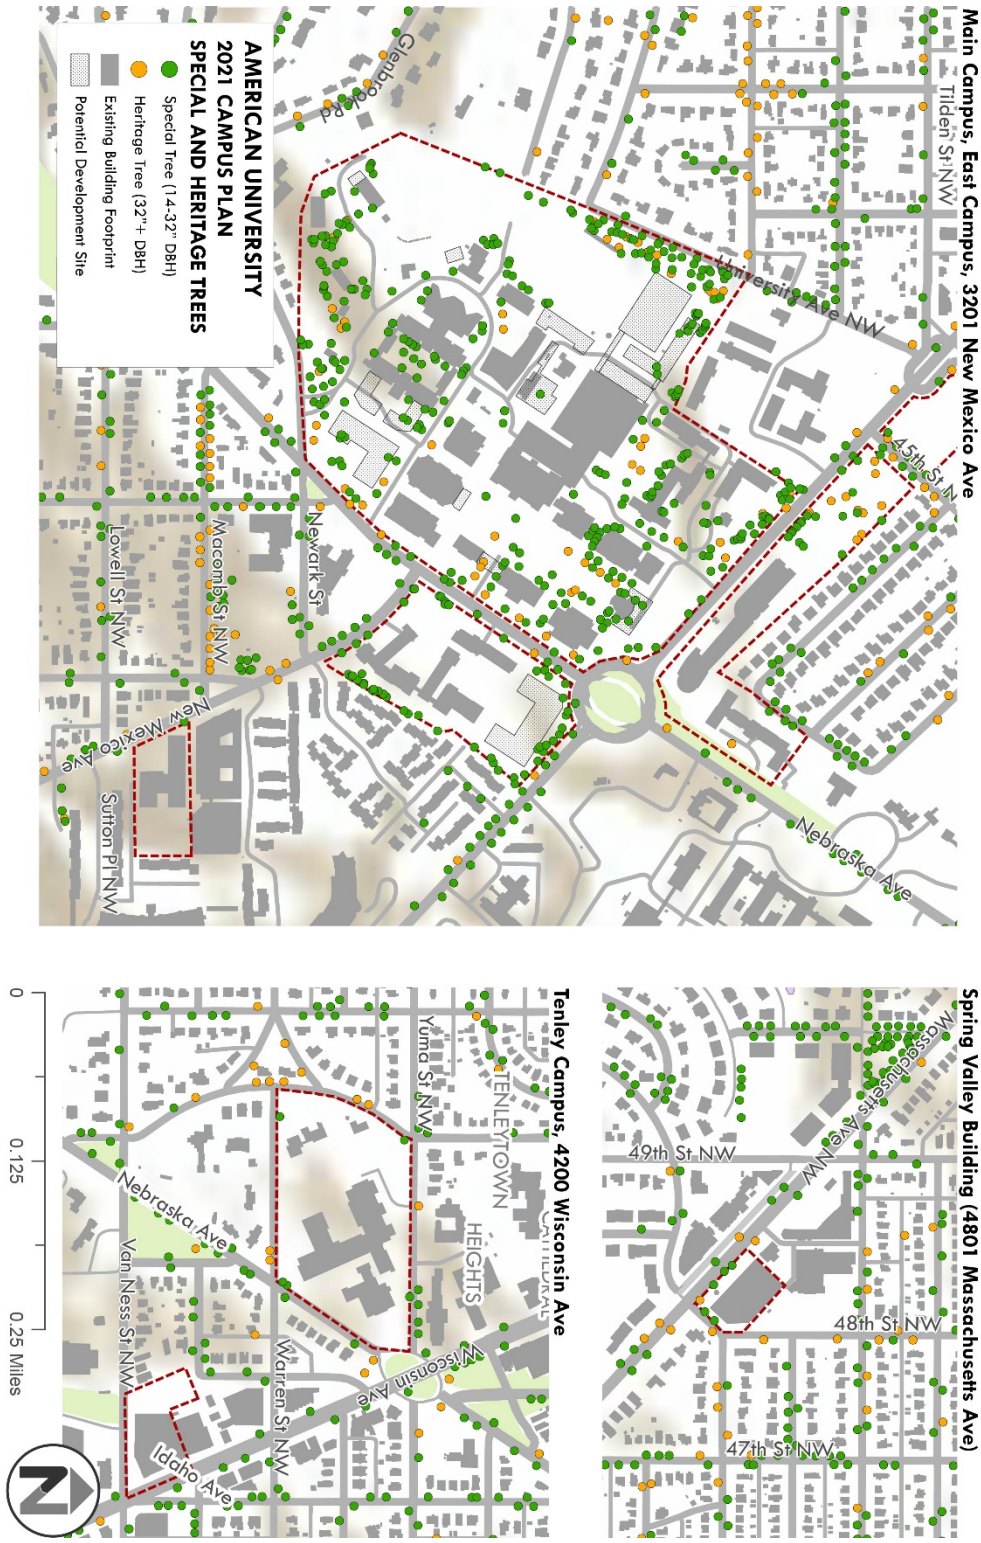 Main Campus, East Campus, 3201 New Mexico Ave
Tilden St NW
Glenbrook Rd
University Ave NW
45th St N
Newark St
Macomb St NW
Lowell St NW
New Mexico Ave
Sutton Pl NW
Nebraska Ave
AMERICAN UNIVERSITY
2021 CAMPUS PLAN
SPECIAL AND HERITAGE TREES
Special Tree (14-32" DBH)
Heritage Tree (32"+ DBH)
Existing Building Footprint
Potential Development Site
Spring Valley Building (4801 Massachusetts Ave)
Massachusetts Ave NW
49th St NW
48th St NW
47th St NW
Tenley Campus, 4200 Wisconsin Ave
Yuma St NW
TENLEYTOWN
CATHEDRAL
HEIGHTS
Nebraska Ave
Van Ness St NW
Warren St NW
Wisconsin Ave
Idaho Ave
0 0.125 0.25 Miles
N